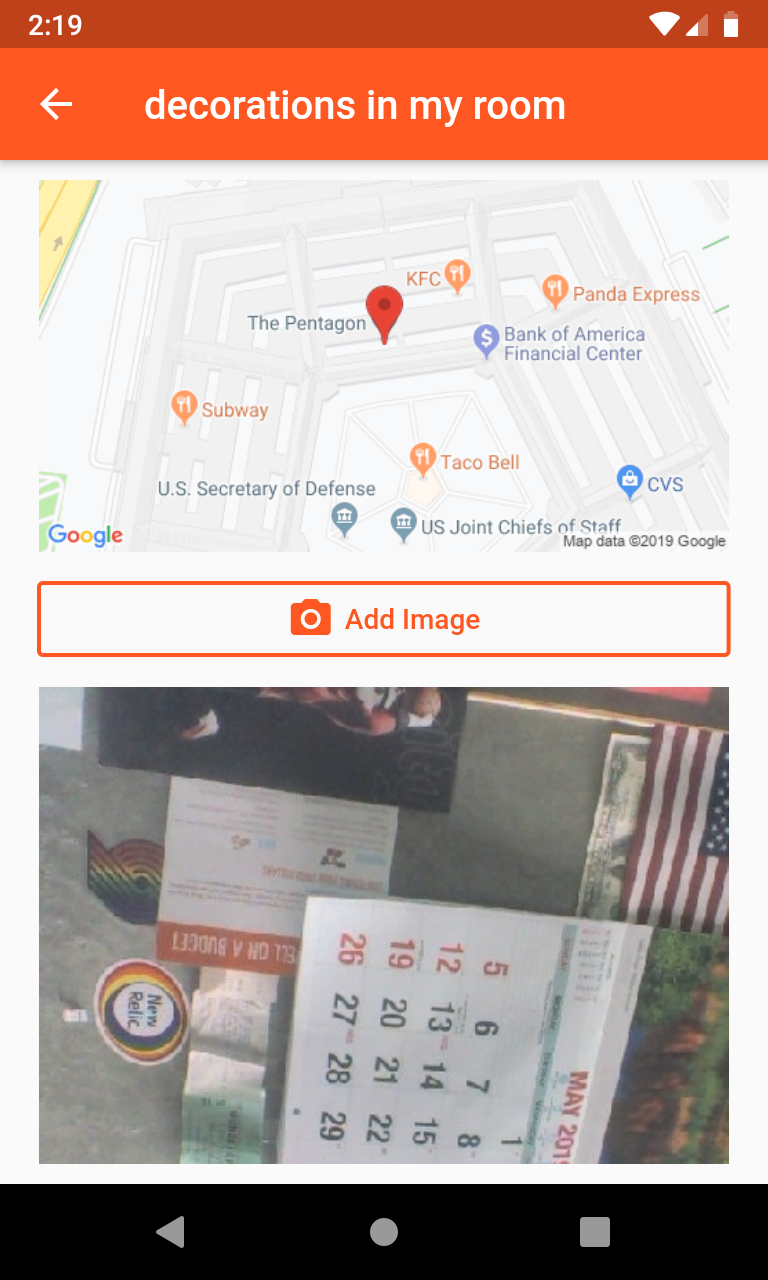 2:19
decorations in my room
KFC
Panda Express
The Pentagon
Bank of America
Financial Center
Subway
Taco Bell
U.S. Secretary of Defense
CVS
US Joint Chiefs of Staff
Google
Map data ©2019 Google
Add Image
ELL ON A BUDGET
New
Relic
MAY 201
5 12 19 26
6 13 20 27
7 14 21 28
1 8 15 22 29